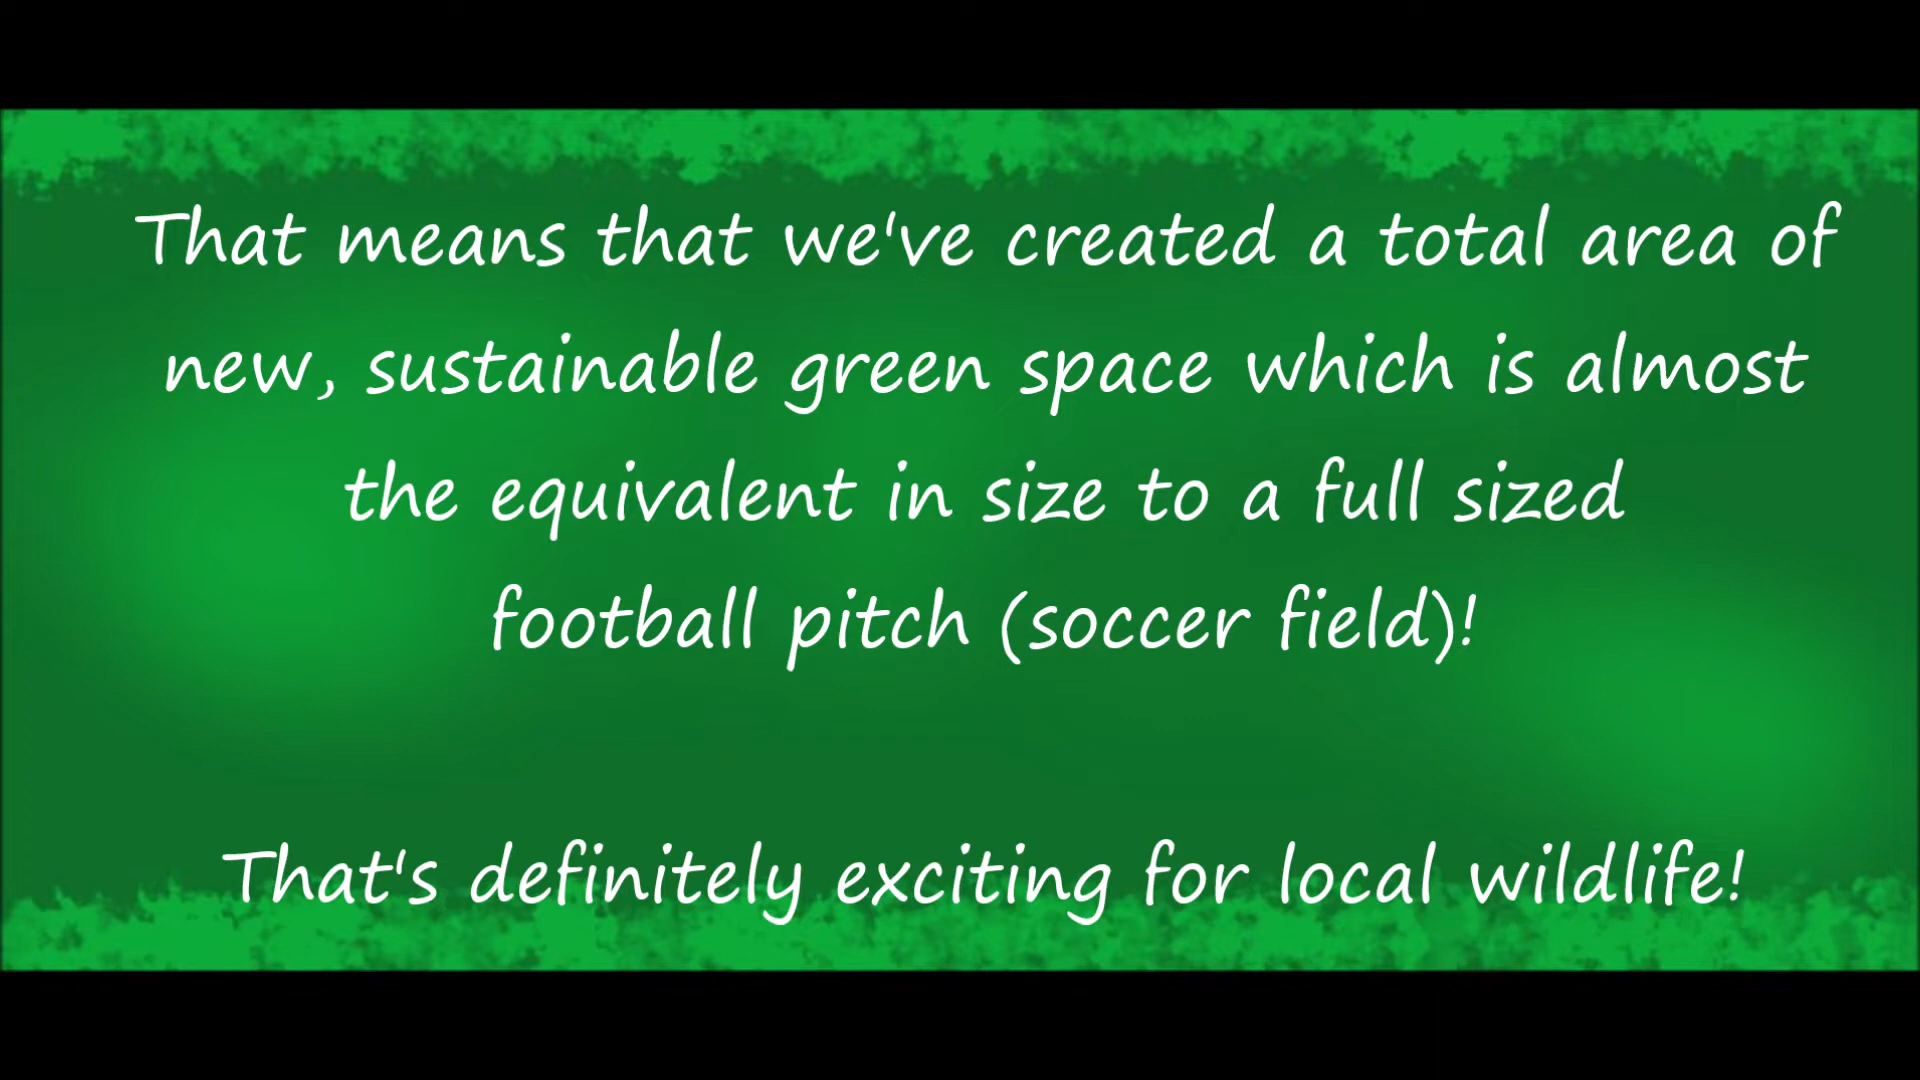 That means that we've created a total area of
new, sustainable green space which is almost
the equivalent in size to a full sized
football pitch (soccer field)!
That's definitely exciting for local wildlife!